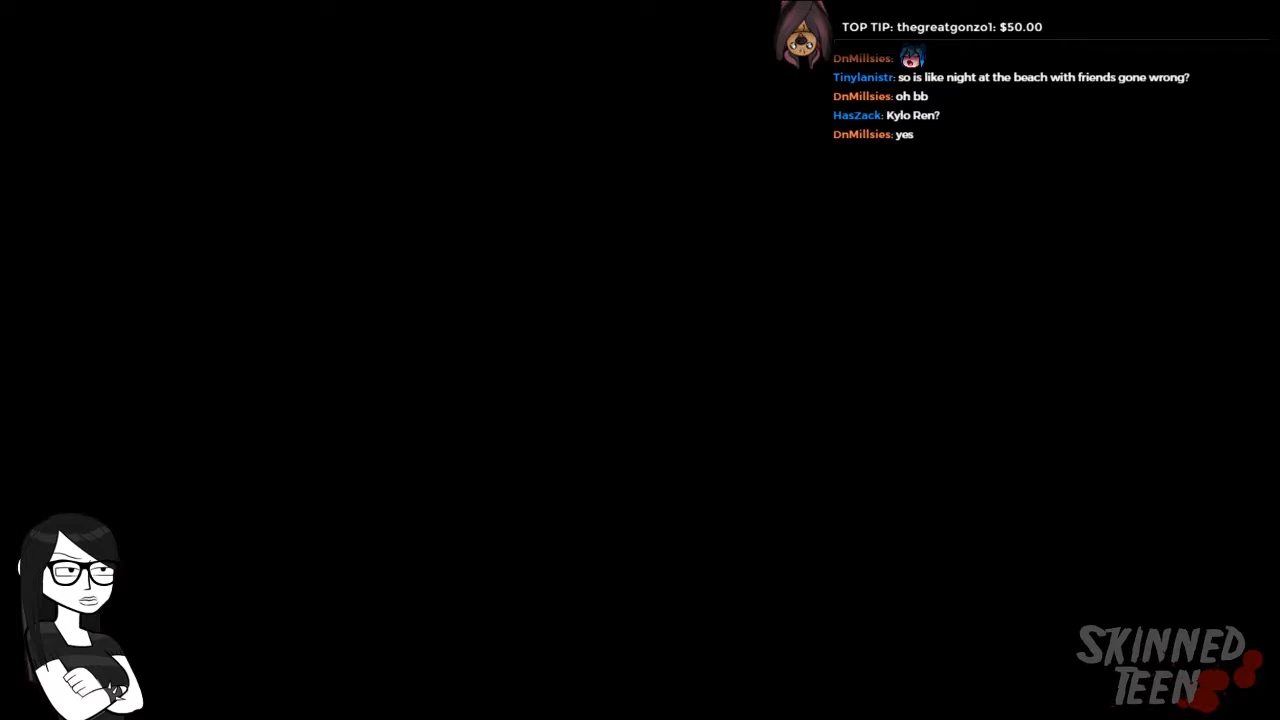 TOP TIP: thegreatgonzo1: $50.00
DnMillsies:
Tinylanistr: so is like night at the beach with friends gone wrong?
DnMillsies: oh bb
HasZack: Kylo Ren?
DnMillsies: yes
SKINNED
TEEN